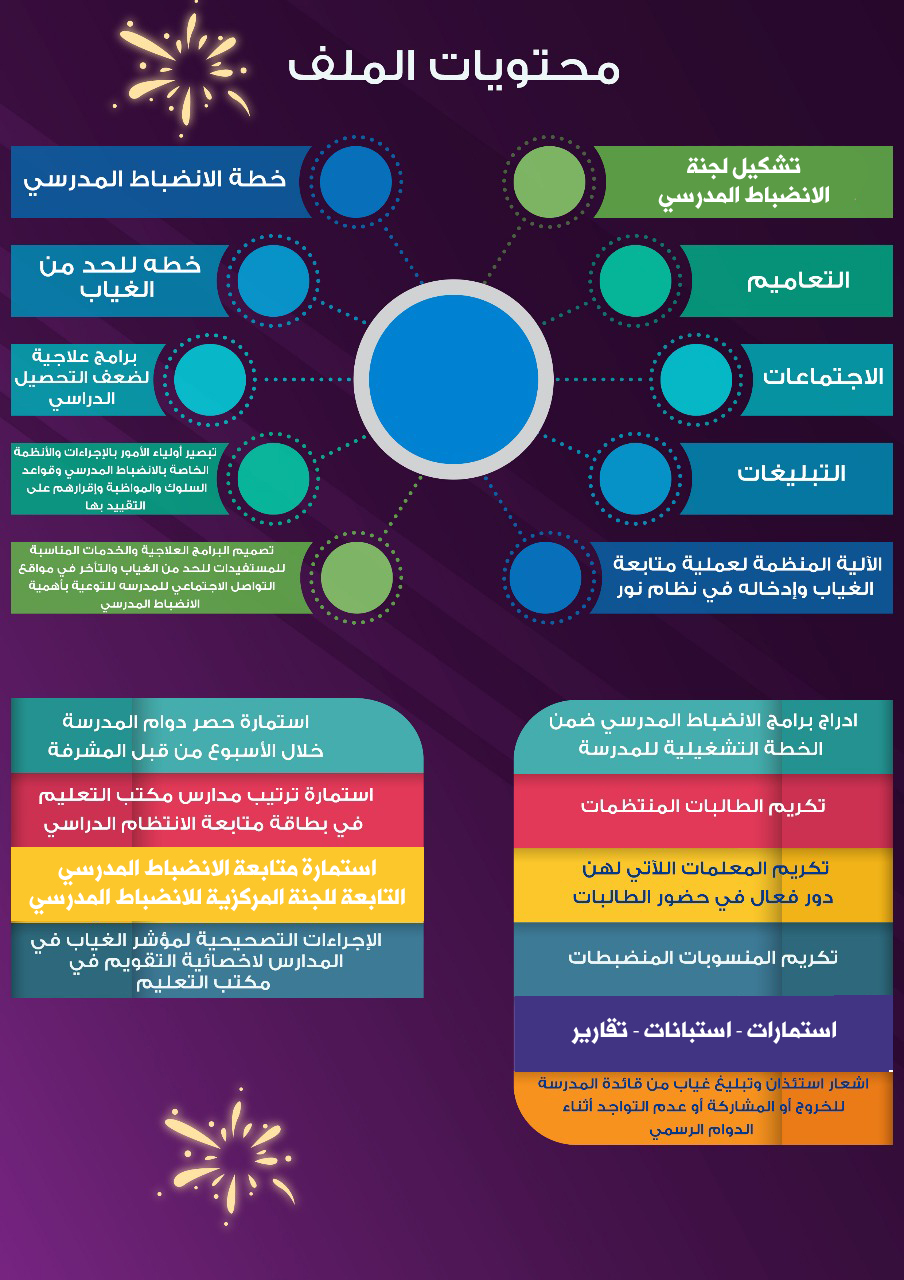 محتويات الملف
تشكيل لجنة
الانضباط المدرسي
التعاميم
الاجتماعات
التبليغات
الآلية المنظمة لعملية متابعة
الغياب وإدخاله في نظام نور
خطة الانضباط المدرسي
خطه للحد من
الغياب
برامج علاجية
لضعف التحصيل
الدراسي
تبصير أولياء الأمور بالإجراءات والأنظمة
الخاصة بالانضباط المدرسي وقواعد
السلوك والمواظبة وإقرارهم على
التقييد بها
تصميم البرامج العلاجية والخدمات المناسبة
للمستفيدات للحد من الغياب والتأخر في مواقع
التواصل الاجتماعي للمدرسه للتوعية بأهمية
الانضباط المدرسي
ادراج برامج الانضباط المدرسي ضمن
الخطة التشغيلية للمدرسة
تكريم الطالبات المنتظمات
تكريم المعلمات اللآتي لهن
دور فعال في حضور الطالبات
تكريم المنسوبات المنضبطات
استمارات - استبانات - تقارير
اشعار استئذان وتبليغ غياب من قائدة المدرسة
للخروج أو المشاركة أو عدم التواجد أثناء
الدوام الرسمي
استمارة حصر دوام المدرسة
خلال الأسبوع من قبل المشرفة
استمارة ترتيب مدارس مكتب التعليم
في بطاقة متابعة الانتظام الدراسي
استمارة متابعة الانضباط المدرسي
التابعة للجنة المركزية للانضباط المدرسي
الإجراءات التصحيحية لمؤشر الغياب في
المدارس لاخصائية التقويم في
مكتب التعليم